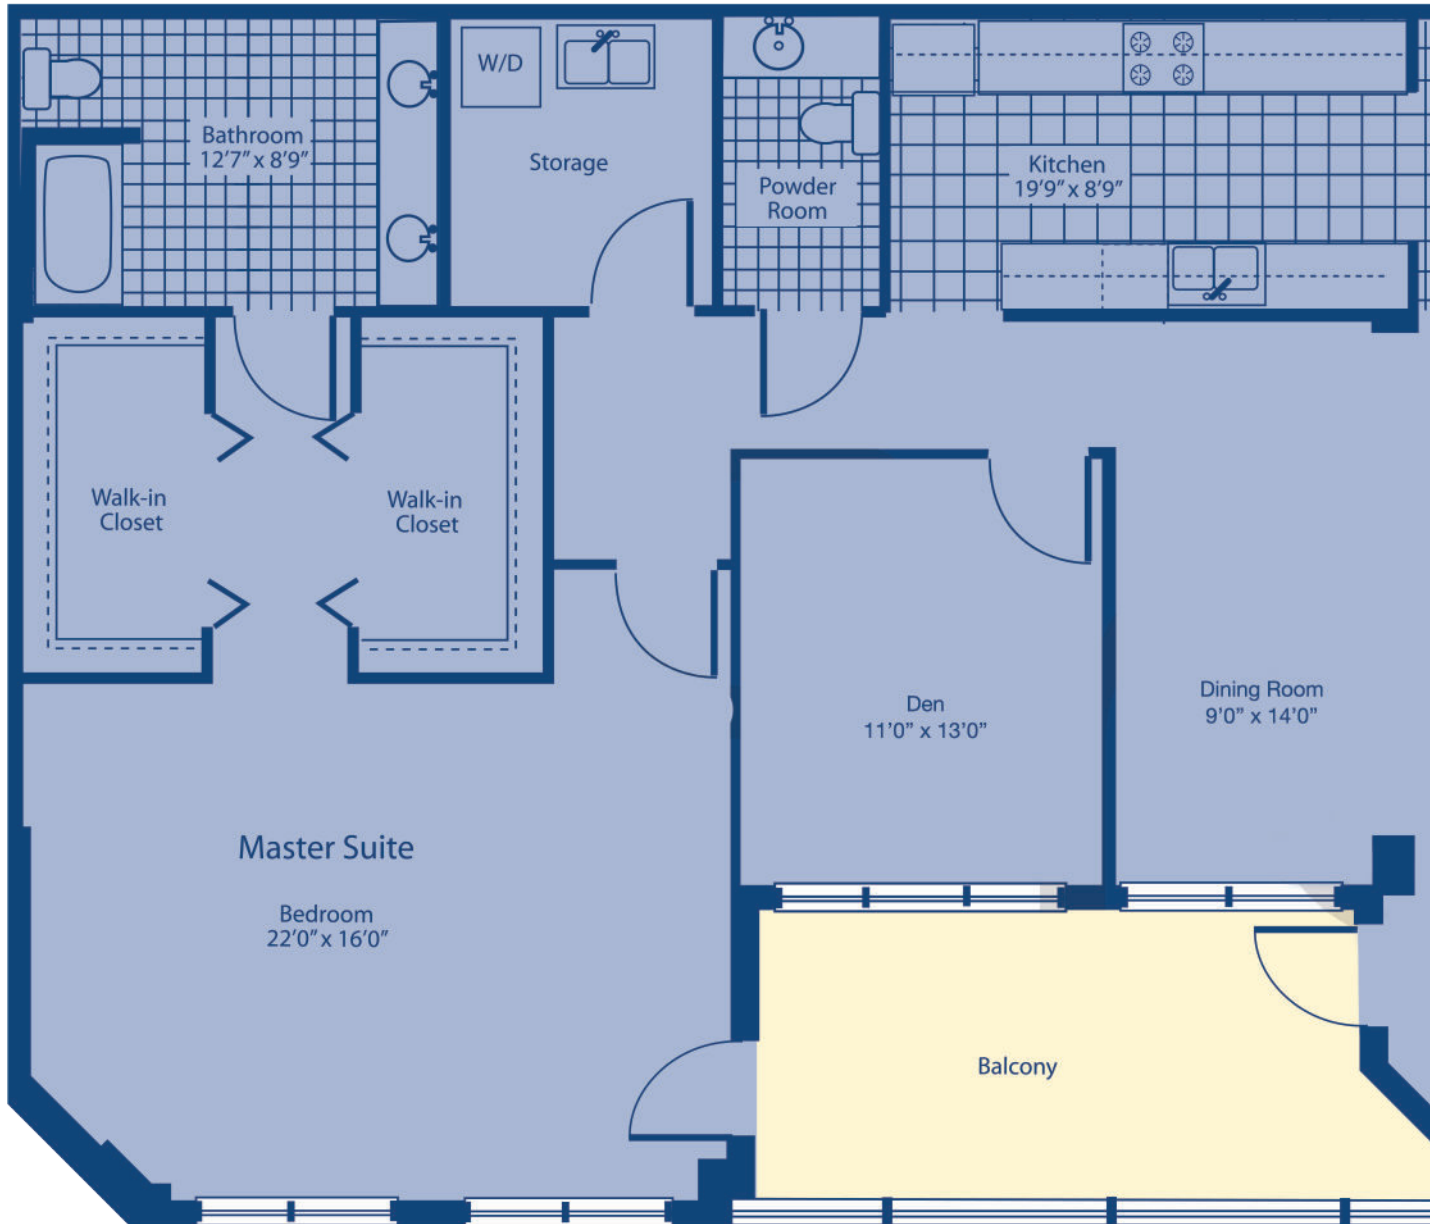 W/D
Bathroom
12'7” x 8'9”
Storage
Powder
Room
Kitchen
19'9” x 8'9”
Walk-in
Closet
Walk-in
Closet
Den
11'0” x 13'0”
Dining Room
9'0” x 14'0”
Master Suite
Bedroom
22'0” x 16'0”
Balcony